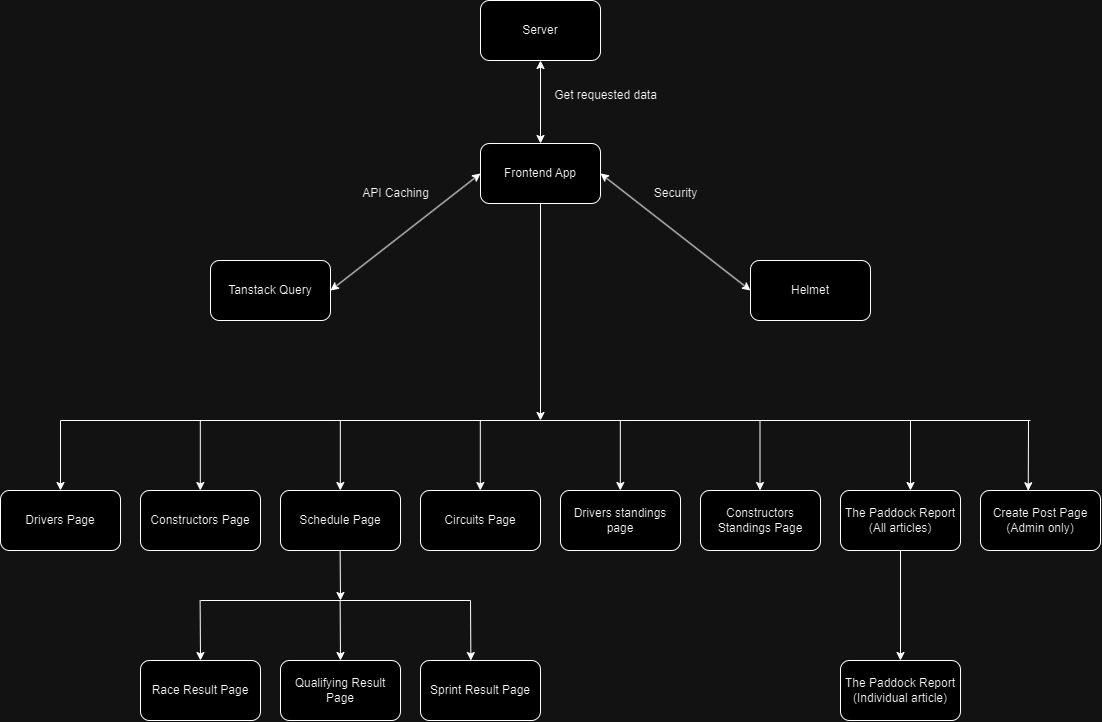 Server
Get requested data
Frontend App
API Caching
Security
Tanstack Query
Helmet
Drivers Page
Constructors Page
Schedule Page
Circuits Page
Drivers standings
page
Constructors
Standings Page
The Paddock Report
(All articles)
Create Post Page
(Admin only)
Race Result Page
Qualifying Result
Page
Sprint Result Page
The Paddock Report
(Individual article)